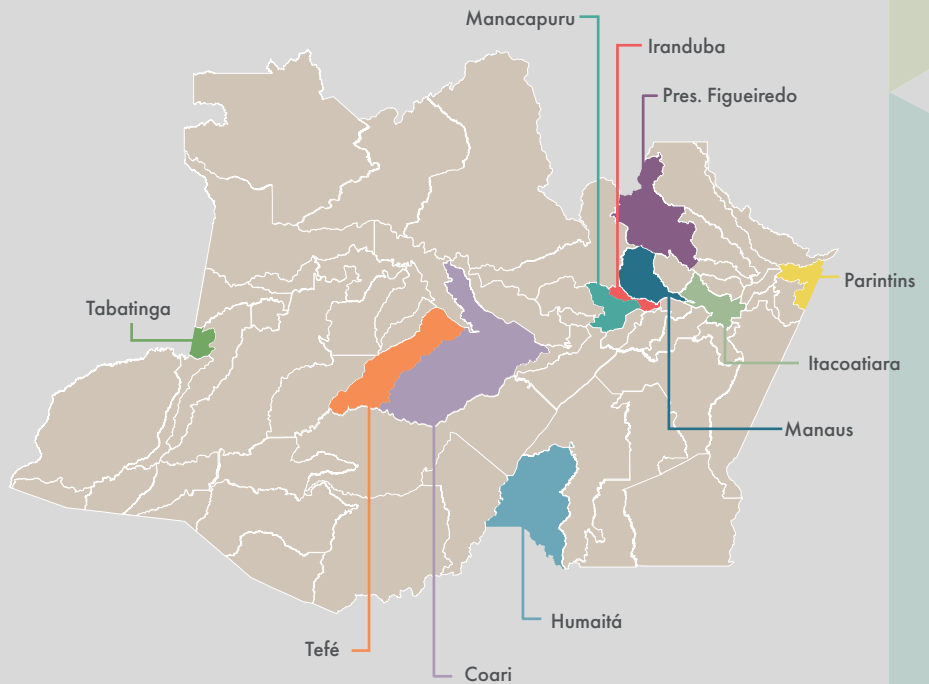 Manacapuru
Iranduba
Pres. Figueiredo
Parintins
Tabatinga
Itacoatiara
Manaus
Humaitá
Tefé
Coari